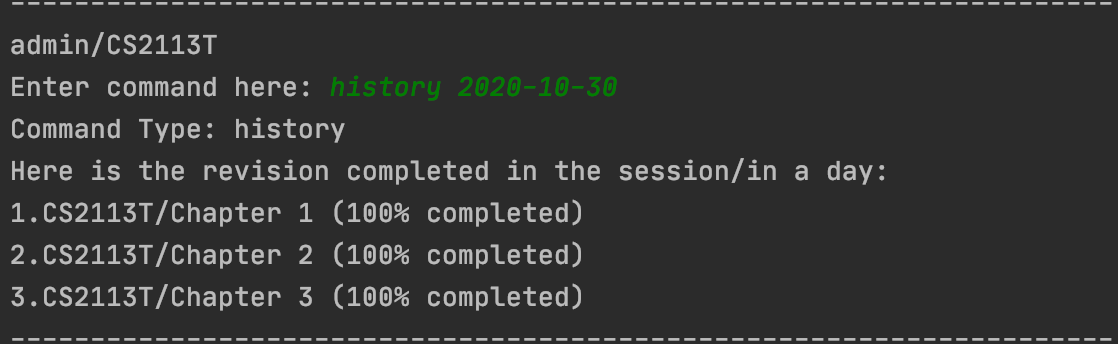 --------------------------------------------------------------------
admin/CS2113T
Enter command here: history 2020-10-30
Command Type: history
Here is the revision completed in the session/in a day:
1.CS2113T/Chapter 1 (100% completed)
2.CS2113T/Chapter 2 (100% completed)
3.CS2113T/Chapter 3 (100% completed)
--------------------------------------------------------------------